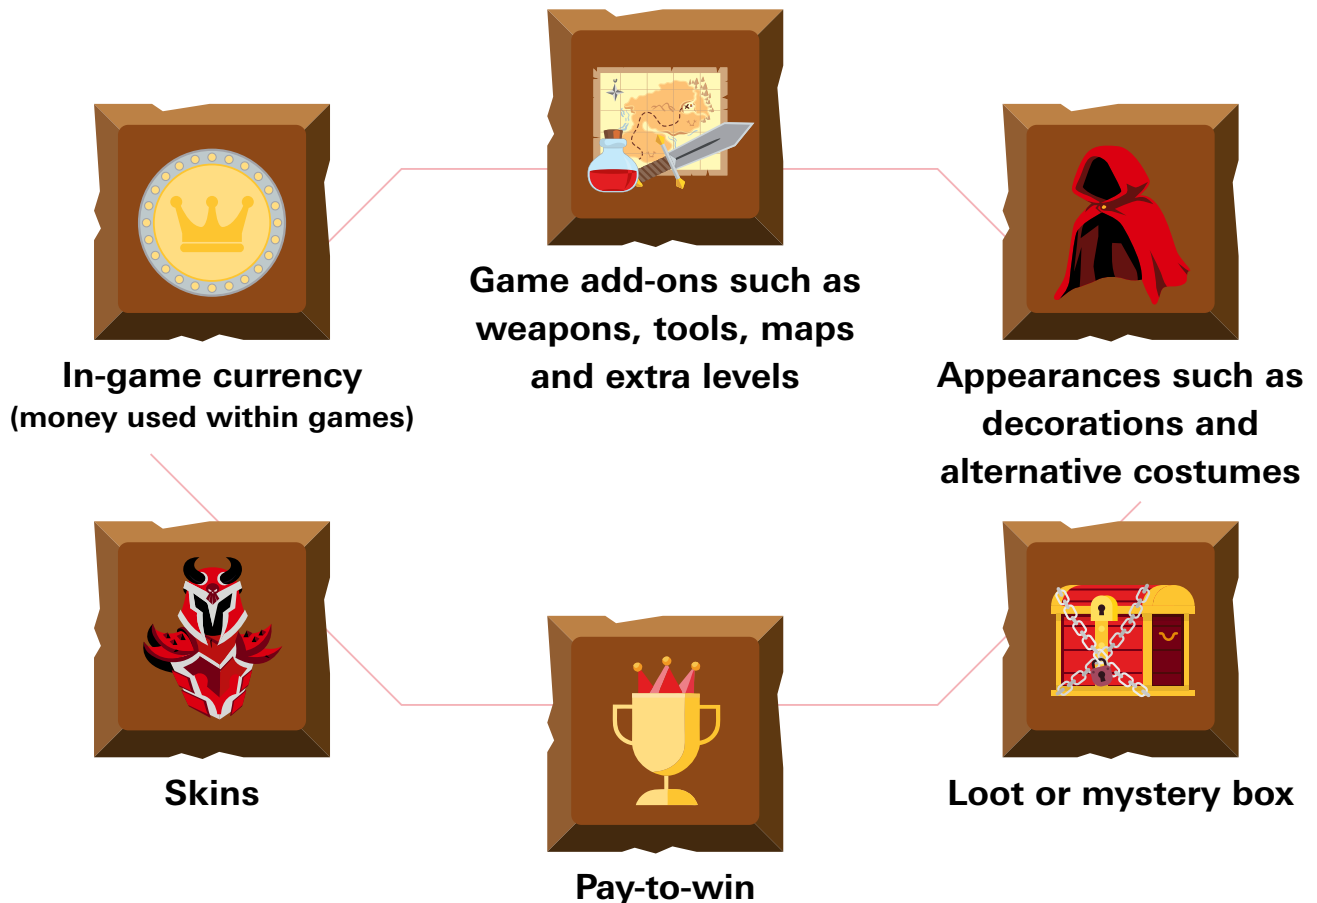 Game add-ons such as
weapons, tools, maps
and extra levels
In-game currency
(money used within games)
Appearances such as
decorations and
alternative costumes
Skins
Loot or mystery box
Pay-to-win